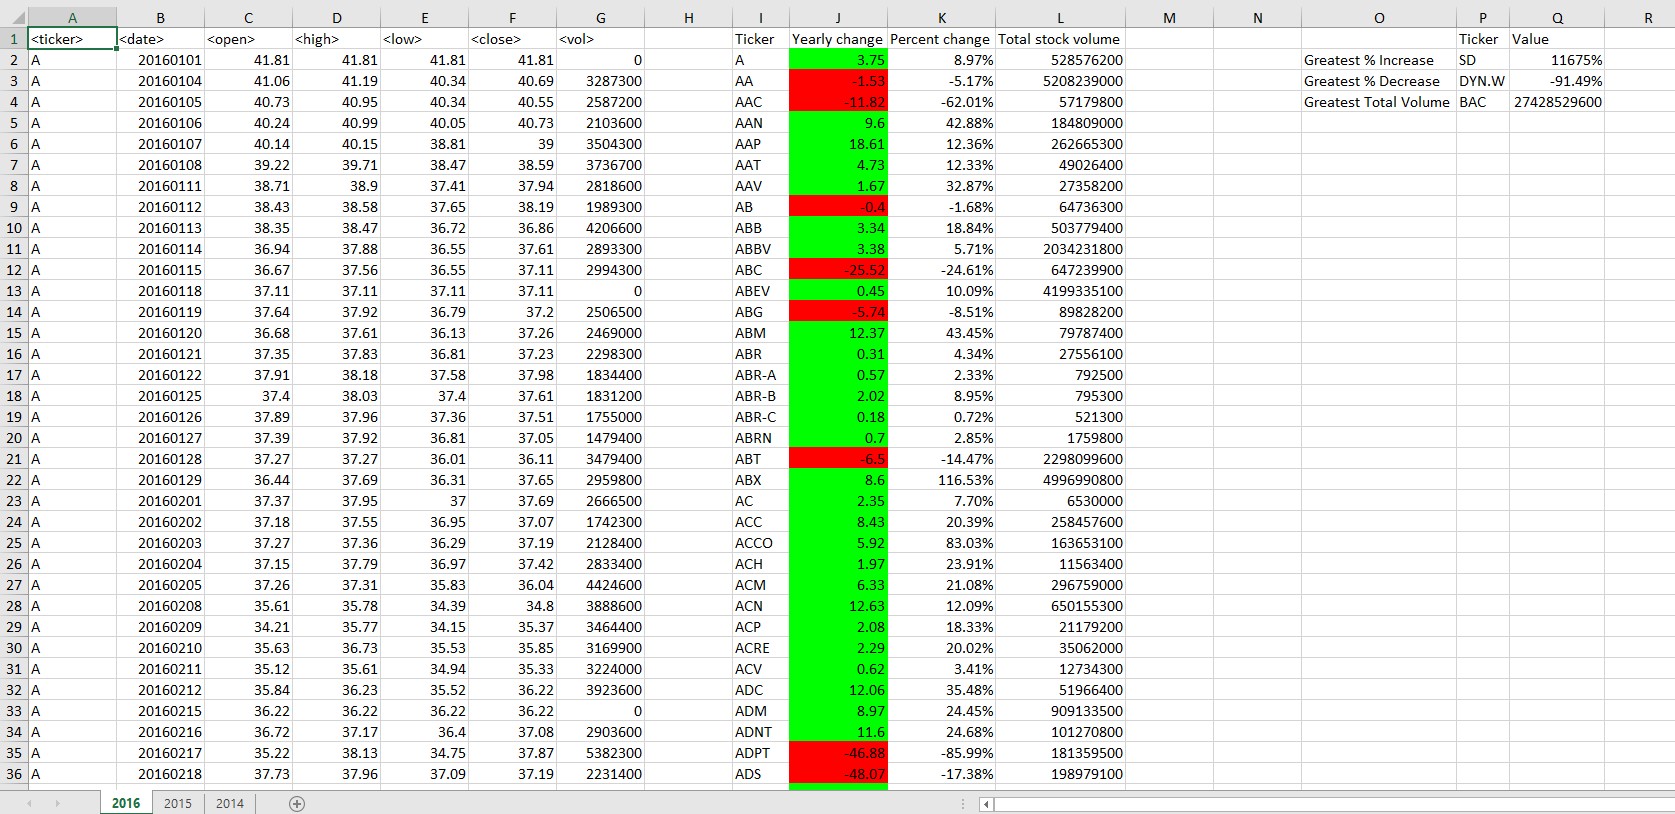 A B C D E F G H I J K L M N O P Q R
1 <ticker> <date> <open> <high> <low> <close> <vol> Ticker Yearly change Percent change Total stock volume Ticker Value
2 A 20160101 41.81 41.81 41.81 41.81 0 A 3.75 8.97% 528576200 Greatest % Increase SD 11675%
3 A 20160104 41.06 41.19 40.34 40.69 3287300 AA -1.53 -5.17% 5208239000 Greatest % Decrease DYN.W -91.49%
4 A 20160105 40.73 40.95 40.34 40.55 2587200 AAC -11.82 -62.01% 57179800 Greatest Total Volume BAC 27428529600
5 A 20160106 40.24 40.99 40.05 40.73 2103600 AAN 9.6 42.88% 184809000
6 A 20160107 40.14 40.15 38.81 39 3504300 AAP 18.61 12.36% 262665300
7 A 20160108 39.22 39.71 38.47 38.59 3736700 AAT 4.73 12.33% 49026400
8 A 20160111 38.71 38.9 37.41 37.94 2818600 AAV 1.67 32.87% 27358200
9 A 20160112 38.43 38.58 37.65 38.19 1989300 AB -0.4 -1.68% 64736300
10 A 20160113 38.35 38.47 36.72 36.86 4206600 ABB 3.34 18.84% 503779400
11 A 20160114 36.94 37.88 36.55 37.61 2893300 ABBV 3.38 5.71% 2034231800
12 A 20160115 36.67 37.56 36.55 37.11 2994300 ABC -25.52 -24.61% 647239900
13 A 20160118 37.11 37.11 37.11 37.11 0 ABEV 0.45 10.09% 4199335100
14 A 20160119 37.64 37.92 36.79 37.2 2506500 ABG -5.74 -8.51% 89828200
15 A 20160120 36.68 37.61 36.13 37.26 2469000 ABM 12.37 43.45% 79787400
16 A 20160121 37.35 37.83 36.81 37.23 2298300 ABR 0.31 4.34% 27556100
17 A 20160122 37.91 38.18 37.58 37.98 1834400 ABR-A 0.57 2.33% 792500
18 A 20160125 37.4 38.03 37.4 37.61 1831200 ABR-B 2.02 8.95% 795300
19 A 20160126 37.89 37.96 37.36 37.51 1755000 ABR-C 0.18 0.72% 521300
20 A 20160127 37.39 37.92 36.81 37.05 1479400 ABRN 0.7 2.85% 1759800
21 A 20160128 37.27 37.27 36.01 36.11 3479400 ABT -6.5 -14.47% 2298099600
22 A 20160129 36.44 37.69 36.31 37.65 2959800 ABX 8.6 116.53% 4996990800
23 A 20160201 37.37 37.95 37 37.69 2666500 AC 2.35 7.70% 6530000
24 A 20160202 37.18 37.55 36.95 37.07 1742300 ACC 8.43 20.39% 258457600
25 A 20160203 37.27 37.36 36.29 37.19 2128400 ACCO 5.92 83.03% 163653100
26 A 20160204 37.15 37.79 36.97 37.42 2833400 ACH 1.97 23.91% 11563400
27 A 20160205 37.26 37.31 35.83 36.04 4424600 ACM 6.33 21.08% 296759000
28 A 20160208 35.61 35.78 34.39 34.8 3888600 ACN 12.63 12.09% 650155300
29 A 20160209 34.21 35.77 34.15 35.37 3464400 ACP 2.08 18.33% 21179200
30 A 20160210 35.63 36.73 35.53 35.85 3169900 ACRE 2.29 20.02% 35062000
31 A 20160211 35.12 35.61 34.94 35.33 3224000 ACV 0.62 3.41% 12734300
32 A 20160212 35.84 36.23 35.52 36.22 3923600 ADC 12.06 35.48% 51966400
33 A 20160215 36.22 36.22 36.22 36.22 0 ADM 8.97 24.45% 909133500
34 A 20160216 36.72 37.17 36.4 37.08 2903600 ADNT 11.6 24.68% 101270800
35 A 20160217 35.22 38.13 34.75 37.87 5382300 ADPT -46.88 -85.99% 181359500
36 A 20160218 37.73 37.96 37.09 37.19 2231400 ADS -48.07 -17.38% 198979100
2016 2015 2014